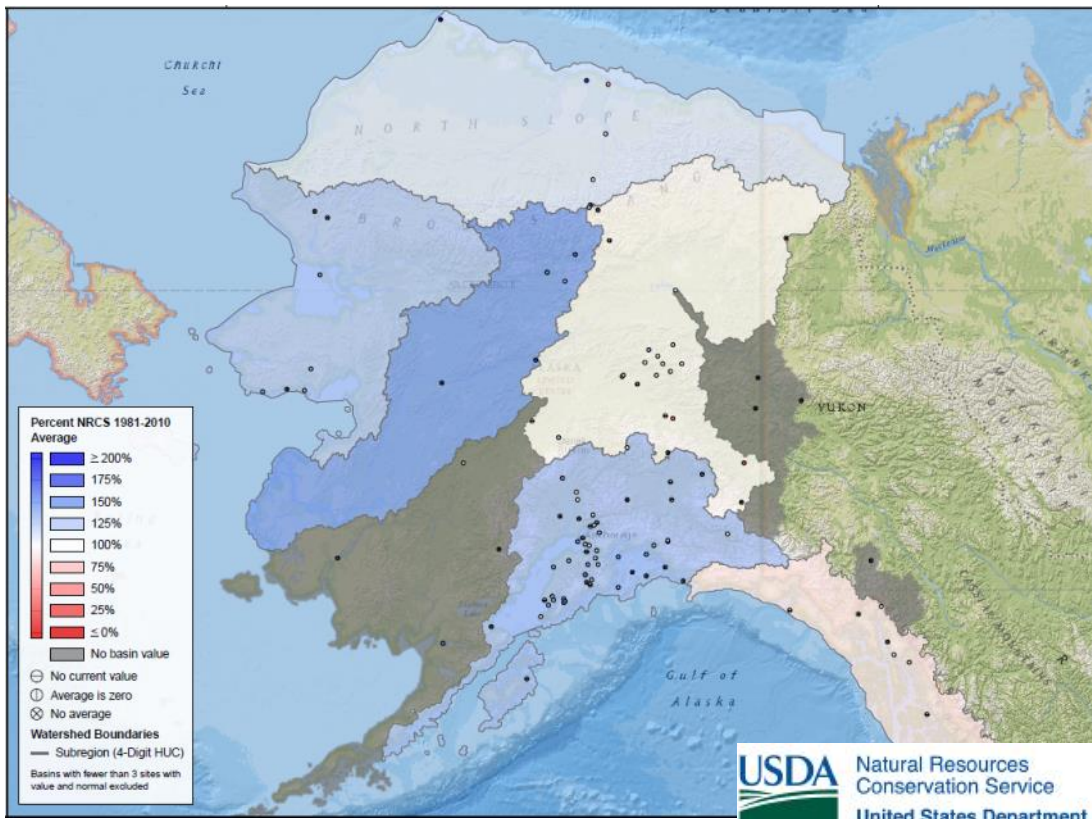 Chukchi
Sea
NORTH SLOPE
YUKON
Gulf of
Alaska
Percent NRCS 1981-2010
Average
≥ 200%
175%
150%
125%
100%
75%
50%
25%
≤ 0%
No basin value
No current value
Average is zero
No average
Watershed Boundaries
Subregion (4-Digit HUC)
Basins with fewer than 3 sites with
value and normal excluded
USDA
Natural Resources
Conservation Service
United States Department